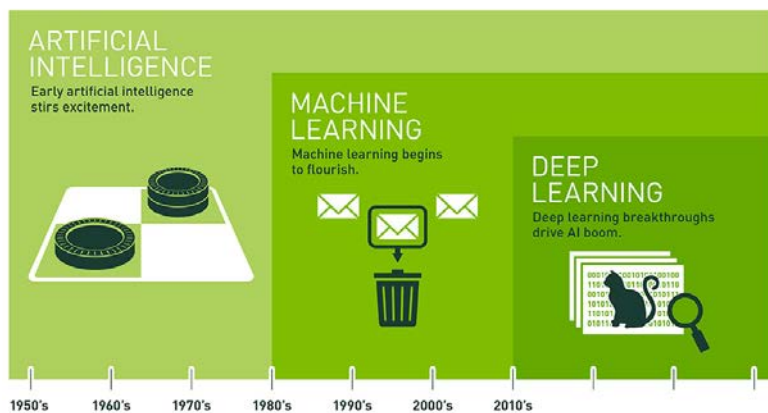 ARTIFICIAL
INTELLIGENCE
Early artificial intelligence
stirs excitement.
MACHINE
LEARNING
Machine learning begins
to flourish.
DEEP
LEARNING
Deep learning breakthroughs
drive AI boom.
1950's 1960's 1970's 1980's 1990's 2000's 2010's